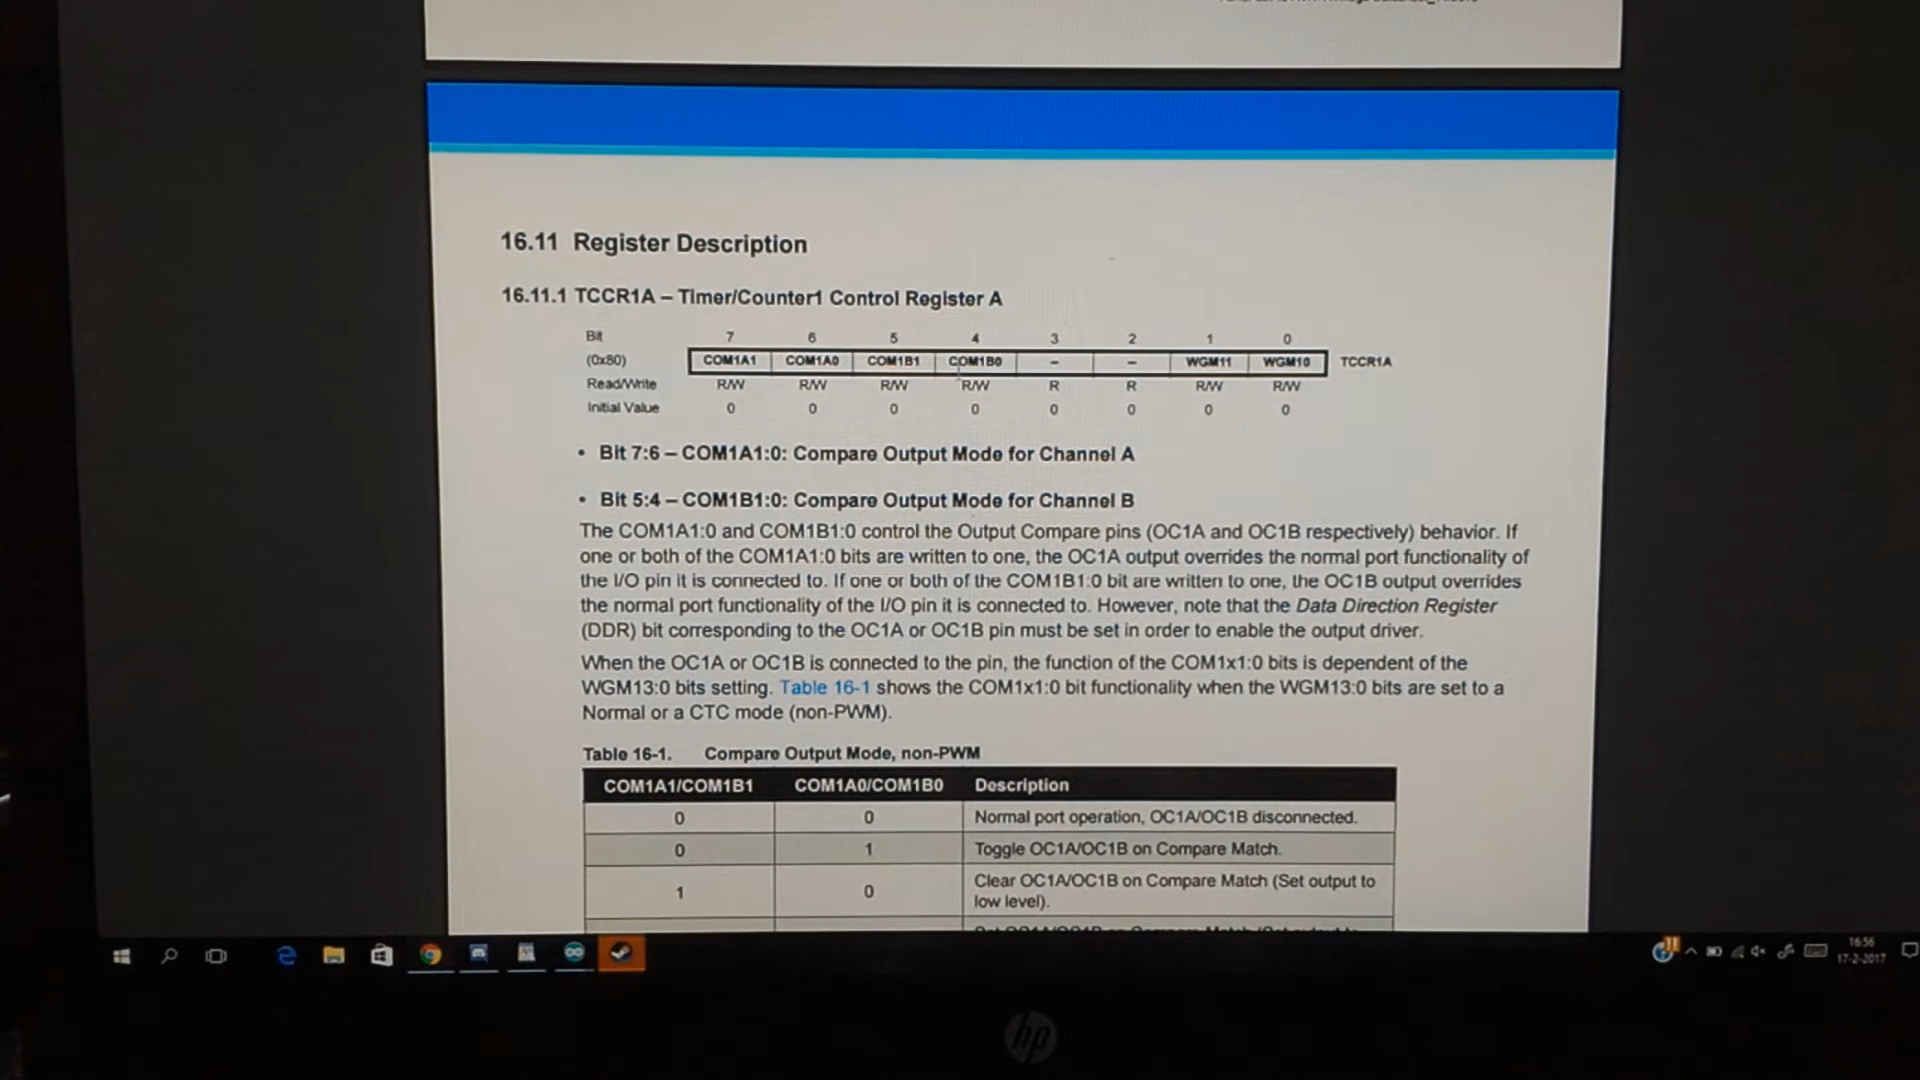 16.11 Register Description
16.11.1 TCCR1A – Timer/Counter1 Control Register A
Bit 7 6 5 4 3 2 1 0
(0x80) COM1A1 COM1A0 COM1B1 COM1B0 – – WGM11 WGM10 TCCR1A
Read/Write R/W R/W R/W R/W R R R/W R/W
Initial Value 0 0 0 0 0 0 0 0
• Bit 7:6 – COM1A1:0: Compare Output Mode for Channel A
• Bit 5:4 – COM1B1:0: Compare Output Mode for Channel B
The COM1A1:0 and COM1B1:0 control the Output Compare pins (OC1A and OC1B respectively) behavior. If
one or both of the COM1A1:0 bits are written to one, the OC1A output overrides the normal port functionality of
the I/O pin it is connected to. If one or both of the COM1B1:0 bit are written to one, the OC1B output overrides
the normal port functionality of the I/O pin it is connected to. However, note that the Data Direction Register
(DDR) bit corresponding to the OC1A or OC1B pin must be set in order to enable the output driver.
When the OC1A or OC1B is connected to the pin, the function of the COM1x1:0 bits is dependent of the
WGM13:0 bits setting. Table 16-1 shows the COM1x1:0 bit functionality when the WGM13:0 bits are set to a
Normal or a CTC mode (non-PWM).
Table 16-1. Compare Output Mode, non-PWM
COM1A1/COM1B1 COM1A0/COM1B0 Description
0 0 Normal port operation, OC1A/OC1B disconnected.
0 1 Toggle OC1A/OC1B on Compare Match.
1 0 Clear OC1A/OC1B on Compare Match (Set output to
low level).
16:56
17-2-2017
hp